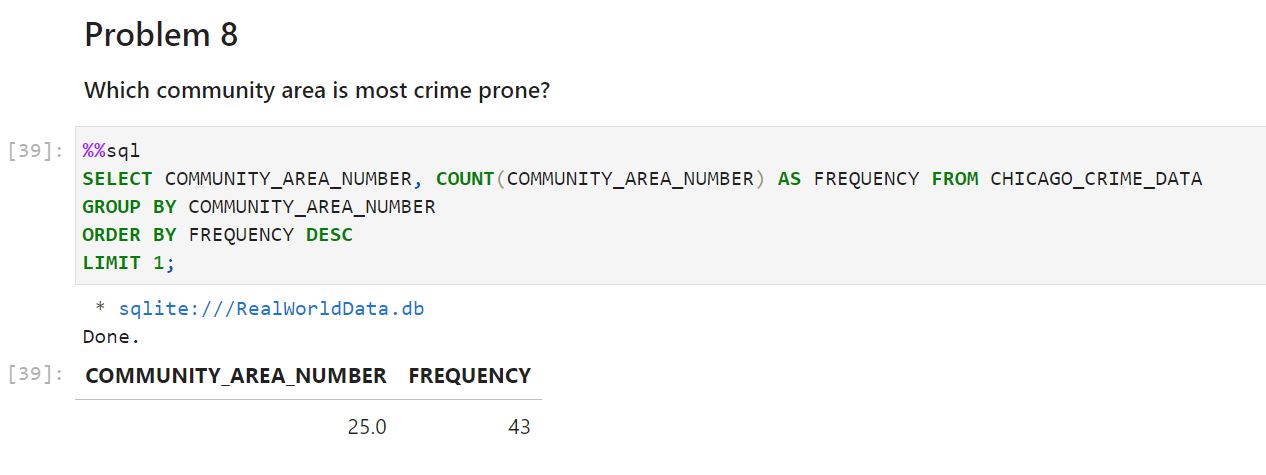 Problem 8
Which community area is most crime prone?
[39]:
%%sql
SELECT COMMUNITY_AREA_NUMBER, COUNT(COMMUNITY_AREA_NUMBER) AS FREQUENCY FROM CHICAGO_CRIME_DATA
GROUP BY COMMUNITY_AREA_NUMBER
ORDER BY FREQUENCY DESC
LIMIT 1;
* sqlite:///RealWorldData.db
Done.
[39]:
COMMUNITY_AREA_NUMBER FREQUENCY
25.0 43